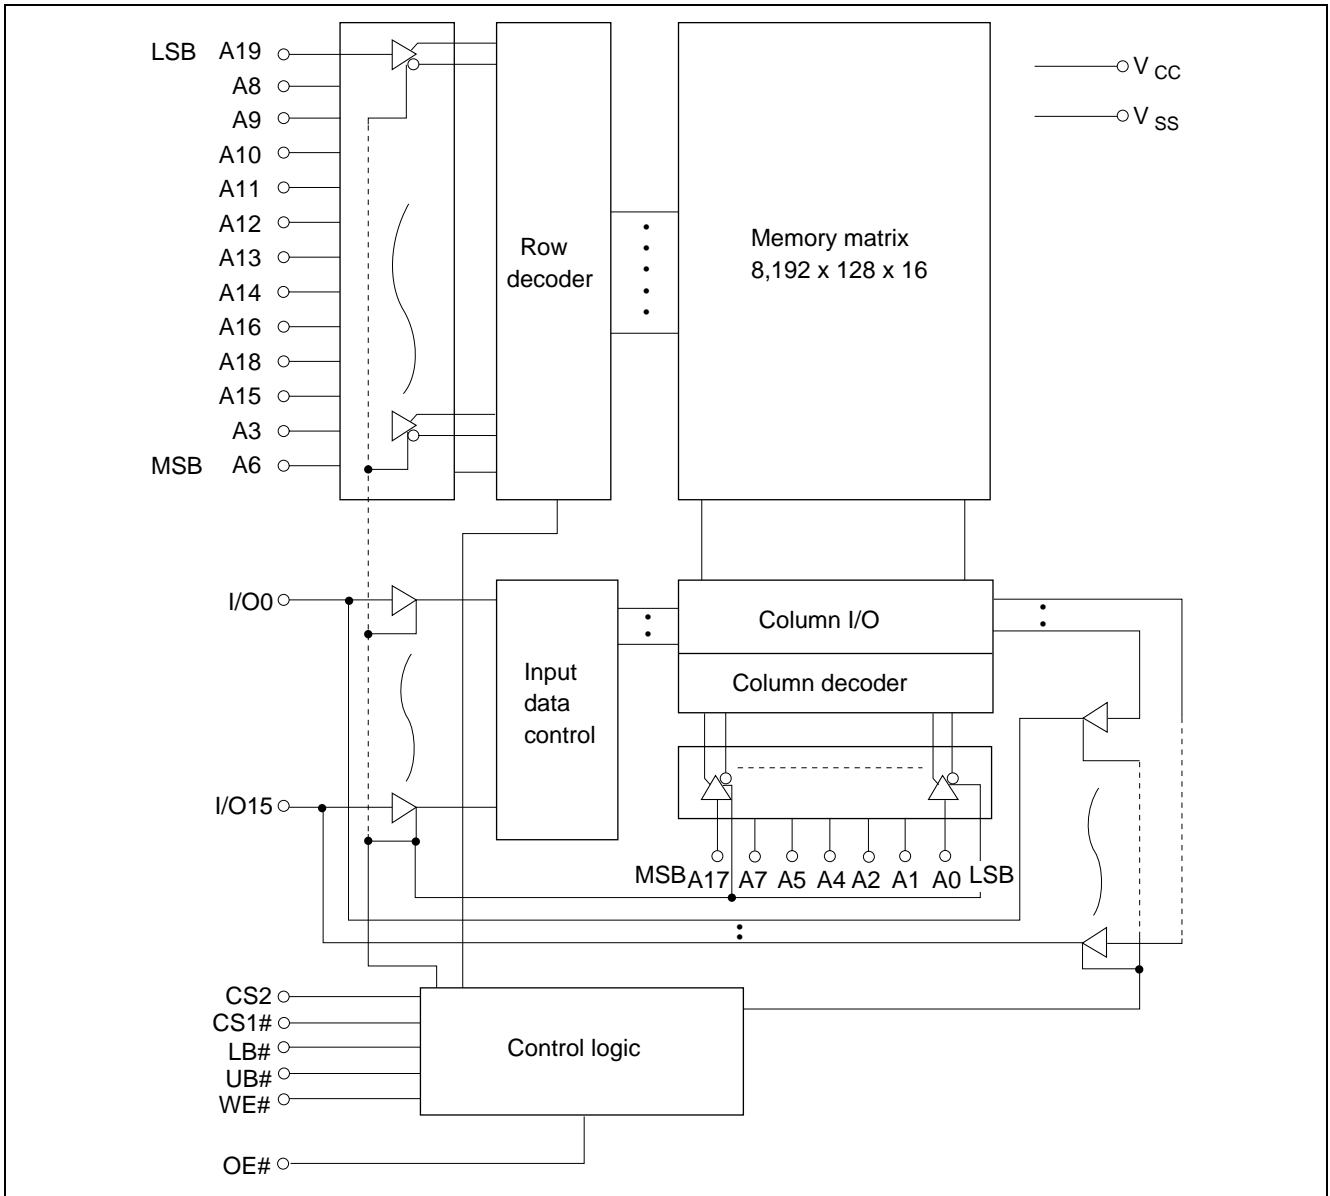 LSB A19
A8
A9
A10
A11
A12
A13
A14
A16
A18
A15
A3
MSB A6
Row
decoder
Memory matrix
8,192 x 128 x 16
V CC
V SS
I/O0
I/O15
Input
data
control
Column I/O
Column decoder
MSB A17 A7 A5 A4 A2 A1 A0 LSB
CS2
CS1#
LB#
UB#
WE#
OE#
Control logic